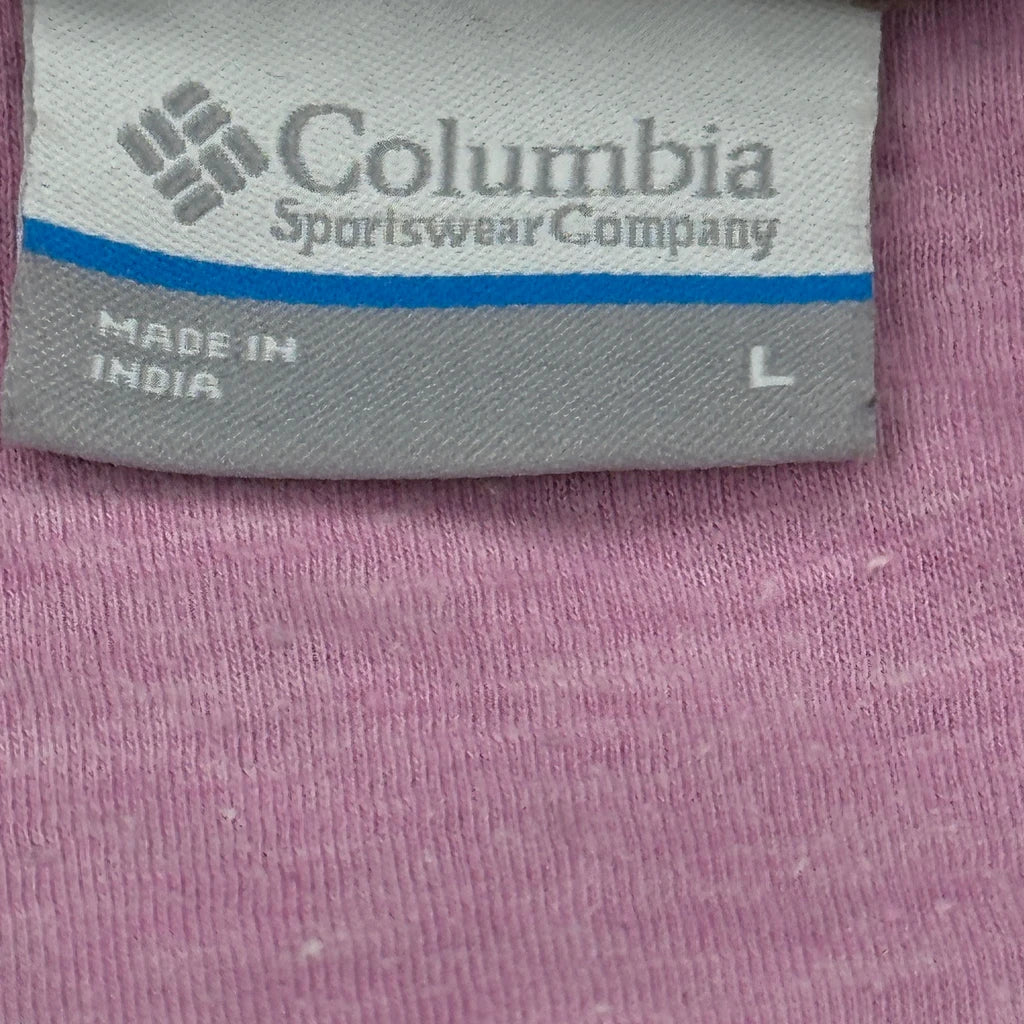 Columbia
Sportswear Company
MADE IN
INDIA
L